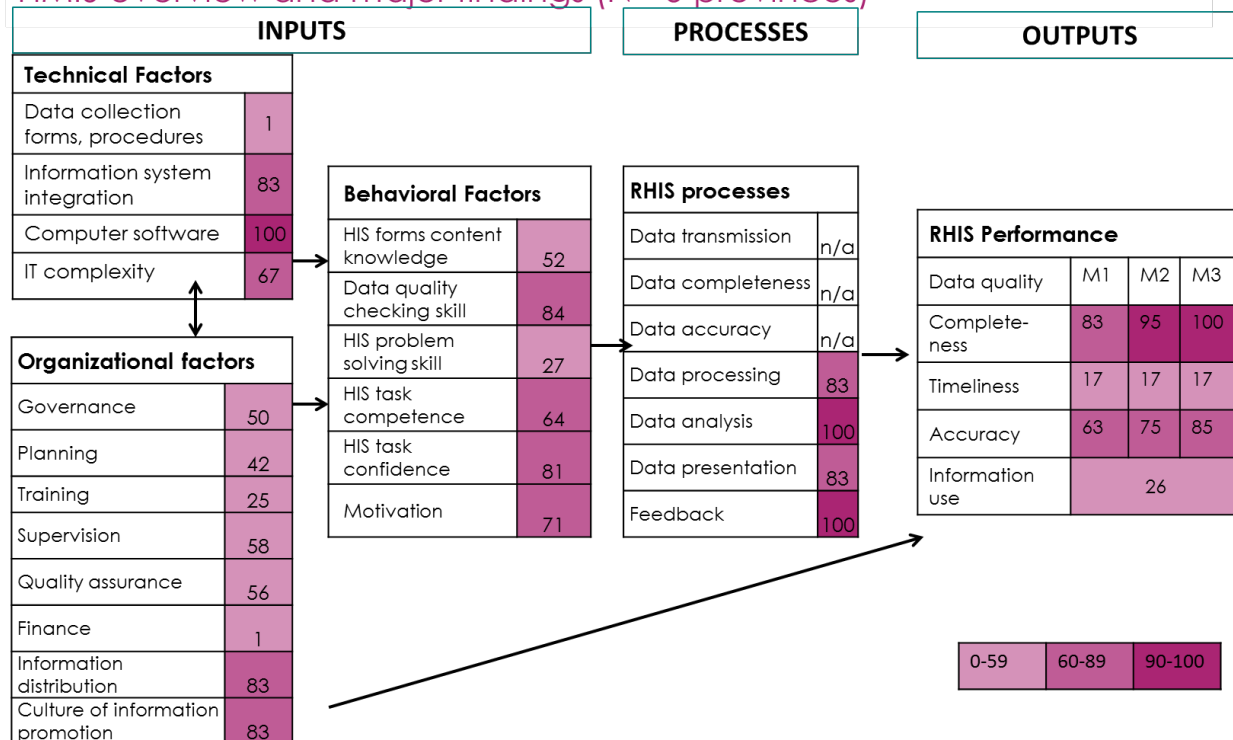 INPUTS
PROCESSES
OUTPUTS
Technical Factors
Data collection
forms, procedures
1
Information system
integration
83
Computer software
100
IT complexity
67
Organizational factors
Governance
50
Planning
42
Training
25
Supervision
58
Quality assurance
56
Finance
1
Information
distribution
83
Culture of information
promotion
83
Behavioral Factors
HIS forms content
knowledge
52
Data quality
checking skill
84
HIS problem
solving skill
27
HIS task
competence
64
HIS task
confidence
81
Motivation
71
RHIS processes
Data transmission
n/a
Data completeness
n/a
Data accuracy
n/a
Data processing
83
Data analysis
100
Data presentation
83
Feedback
100
RHIS Performance
Data quality M1 M2 M3
Complete-
ness
83 95 100
Timeliness 17 17 17
Accuracy 63 75 85
Information
use
26
0-59 60-89 90-100